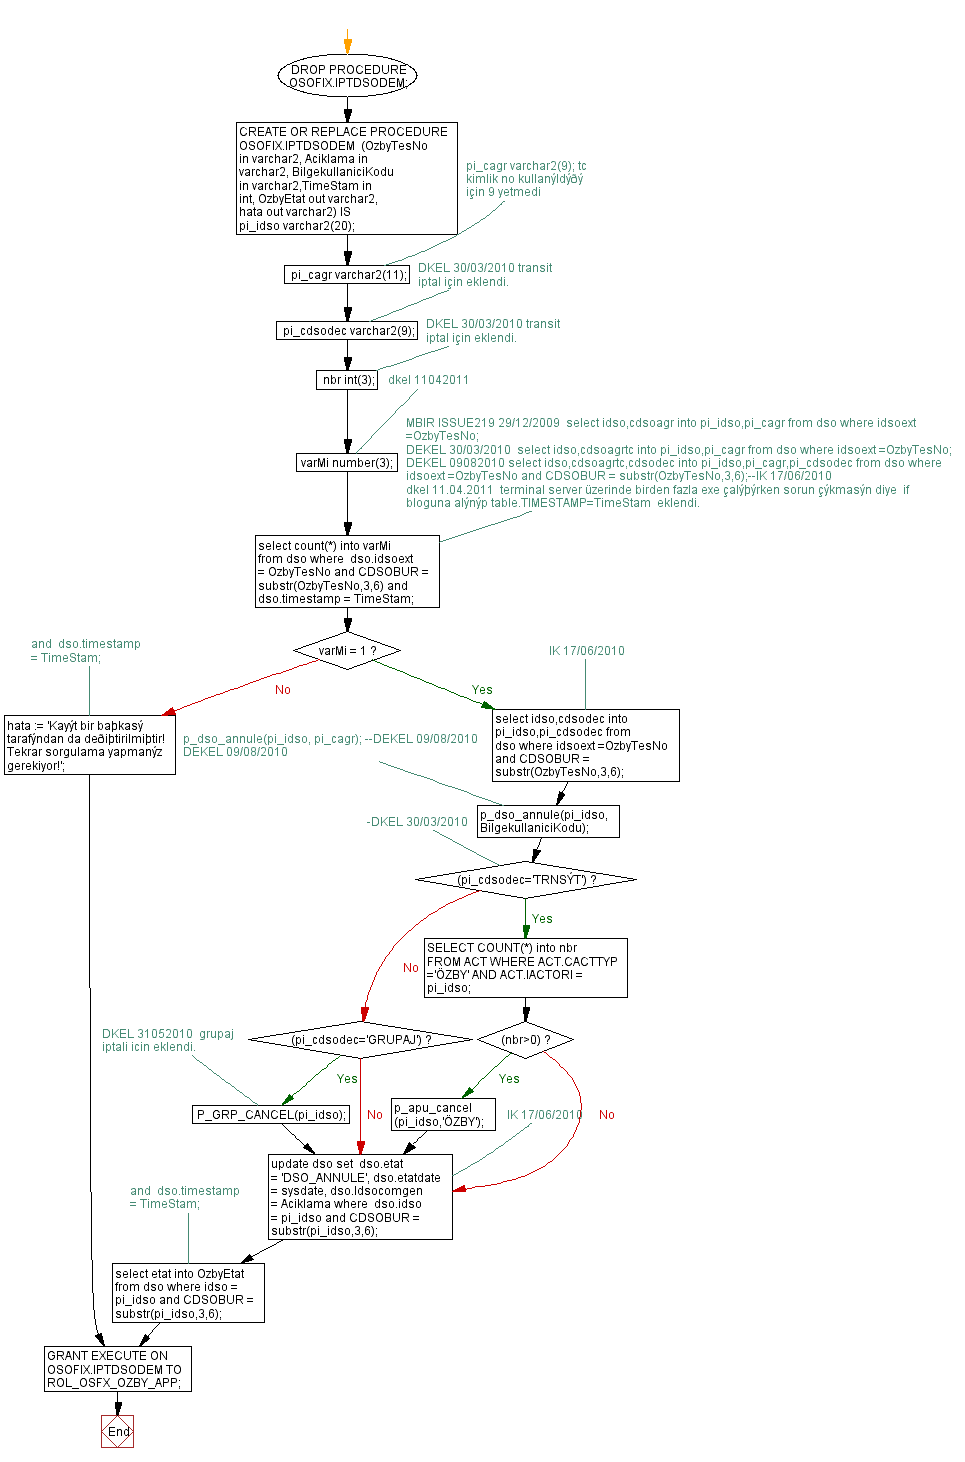 DROP PROCEDURE
OSOFIX.IPTDSODEM;
CREATE OR REPLACE PROCEDURE
OSOFIX.IPTDSODEM (OzbyTesNo
in varchar2, Aciklama in
varchar2, BilgekullaniciKodu
in varchar2,TimeStam in
int, OzbyEtat out varchar2,
hata out varchar2) IS
pi_idso varchar2(20);
pi_cagr varchar2(9); tc
kimlik no kullanýldýðý
için 9 yetmedi
pi_cagr varchar2(11);
DKEL 30/03/2010 transit
iptal için eklendi.
pi_cdsodec varchar2(9);
DKEL 30/03/2010 transit
iptal için eklendi.
nbr int(3);
dkel 11042011
varMi number(3);
MBIR ISSUE219 29/12/2009 select idso,cdsoagr into pi_idso,pi_cagr from dso where idsoext
=OzbyTesNo;
DEKEL 30/03/2010 select idso,cdsoagrtc into pi_idso,pi_cagr from dso where idsoext=OzbyTesNo;
DEKEL 09082010 select idso,cdsoagrtc,cdsodec into pi_idso,pi_cagr,pi_cdsodec from dso where
idsoext=OzbyTesNo and CDSOBUR = substr(OzbyTesNo,3,6);--IK 17/06/2010
dkel 11.04.2011 terminal server üzerinde birden fazla exe çalýþýrken sorun çýkmasýn diye if
bloguna alýnýp table.TIMESTAMP=TimeStam eklendi.
select count(*) into varMi
from dso where dso.idsoext
= OzbyTesNo and CDSOBUR =
substr(OzbyTesNo,3,6) and
dso.timestamp = TimeStam;
varMi = 1 ?
and dso.timestamp
= TimeStam;
No
Yes
IK 17/06/2010
hata := 'Kayýt bir baþkasý
tarafýndan da deðiþtirilmiþtir!
Tekrar sorgulama yapmanýz
gerekiyor!';
select idso,cdsodec into
pi_idso,pi_cdsodec from
dso where idsoext=OzbyTesNo
and CDSOBUR =
substr(OzbyTesNo,3,6);
p_dso_annule(pi_idso, pi_cagr); --DEKEL 09/08/2010
DEKEL 09/08/2010
p_dso_annule(pi_idso,
BilgekullaniciKodu);
-DKEL 30/03/2010
(pi_cdsodec='TRNSÝT') ?
Yes
No
SELECT COUNT(*) into nbr
FROM ACT WHERE ACT.CACTTYP
='ÖZBY' AND ACT.IACTORI =
pi_idso;
(pi_cdsodec='GRUPAJ') ?
(nbr>0) ?
DKEL 31052010 grupaj
iptali icin eklendi.
Yes
Yes
P_GRP_CANCEL(pi_idso);
No
p_apu_cancel
(pi_idso,'ÖZBY');
IK 17/06/2010
No
update dso set dso.etat
= 'DSO_ANNULE', dso.etatdate
= sysdate, dso.ldsocomgen
= Aciklama where dso.idso
= pi_idso and CDSOBUR =
substr(pi_idso,3,6);
and dso.timestamp
= TimeStam;
select etat into OzbyEtat
from dso where idso =
pi_idso and CDSOBUR =
substr(pi_idso,3,6);
GRANT EXECUTE ON
OSOFIX.IPTDSODEM TO
ROL_OSFX_OZBY_APP;
End